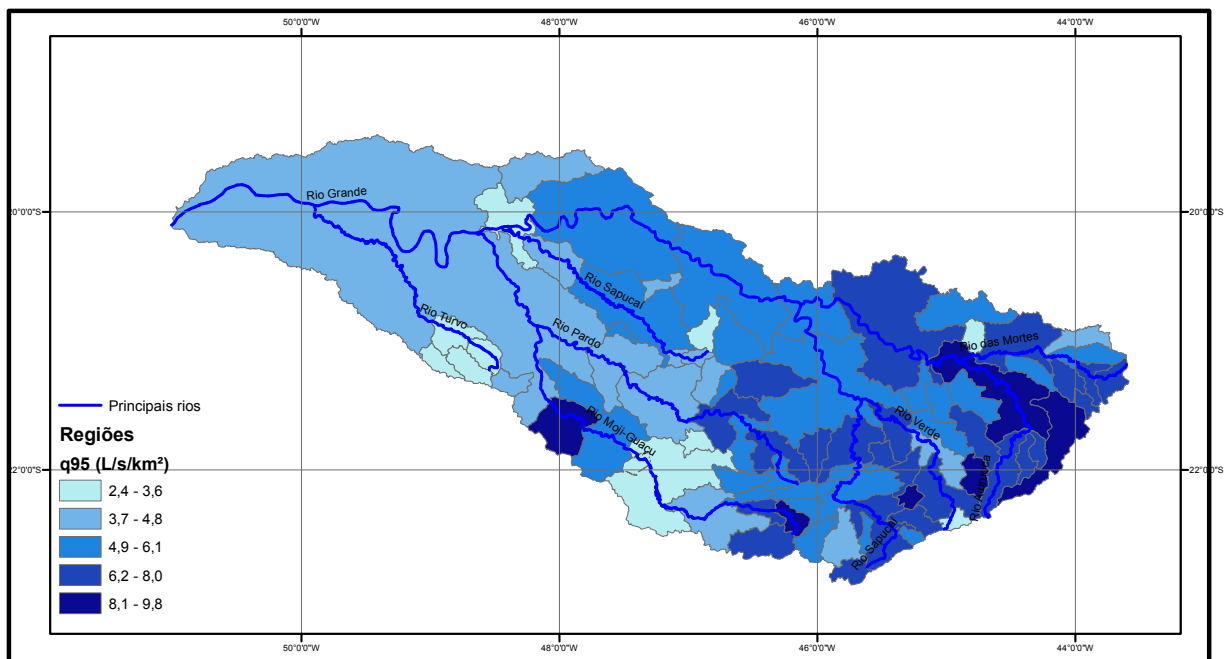 50°0'0"W
48°0'0"W
46°0'0"W
44°0'0"W
20°0'0"S
20°0'0"S
Rio Grande
Rio Sapucaí
Rio Turvo
Rio Pardo
Rio das Mortes
Rio Moji-Guaçu
Rio Verde
22°0'0"S
22°0'0"S
Rio Sapucaí
Principais rios
Regiões
q95 (L/s/km²)
2,4 - 3,6
3,7 - 4,8
4,9 - 6,1
6,2 - 8,0
8,1 - 9,8
50°0'0"W
48°0'0"W
46°0'0"W
44°0'0"W